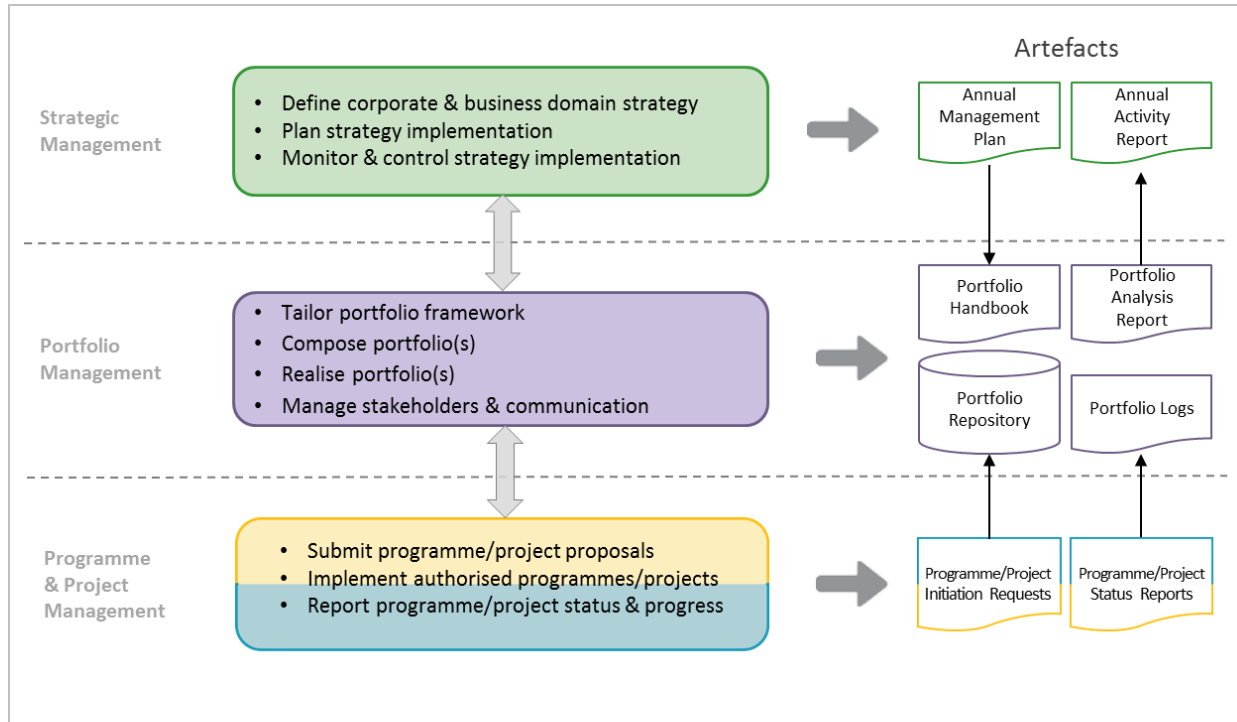 Artefacts
Strategic
Management
• Define corporate & business domain strategy
• Plan strategy implementation
• Monitor & control strategy implementation
Annual
Management
Plan
Annual
Activity
Report
Portfolio
Management
• Tailor portfolio framework
• Compose portfolio(s)
• Realise portfolio(s)
• Manage stakeholders & communication
Portfolio
Handbook
Portfolio
Analysis
Report
Portfolio
Repository
Portfolio Logs
Programme
& Project
Management
• Submit programme/project proposals
• Implement authorised programmes/projects
• Report programme/project status & progress
Programme/Project
Initiation Requests
Programme/Project
Status Reports